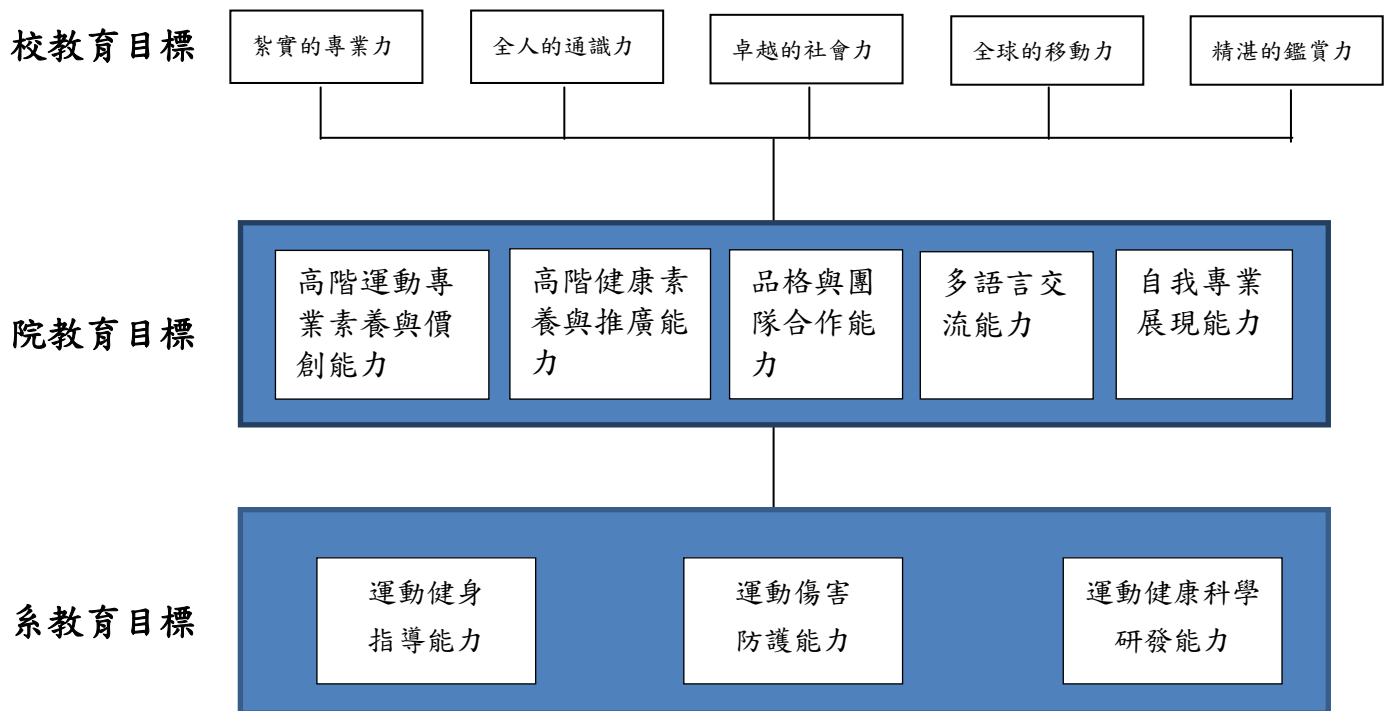 校教育目標
紮實的專業力
全人的通識力
卓越的社會力
全球的移動力
精湛的鑑賞力
院教育目標
高階運動專
業素養與價
創能力
高階健康素
養與推廣能
力
品格與團
隊合作能
力
多語言交
流能力
自我專業
展現能力
系教育目標
運動健身
指導能力
運動傷害
防護能力
運動健康科學
研發能力